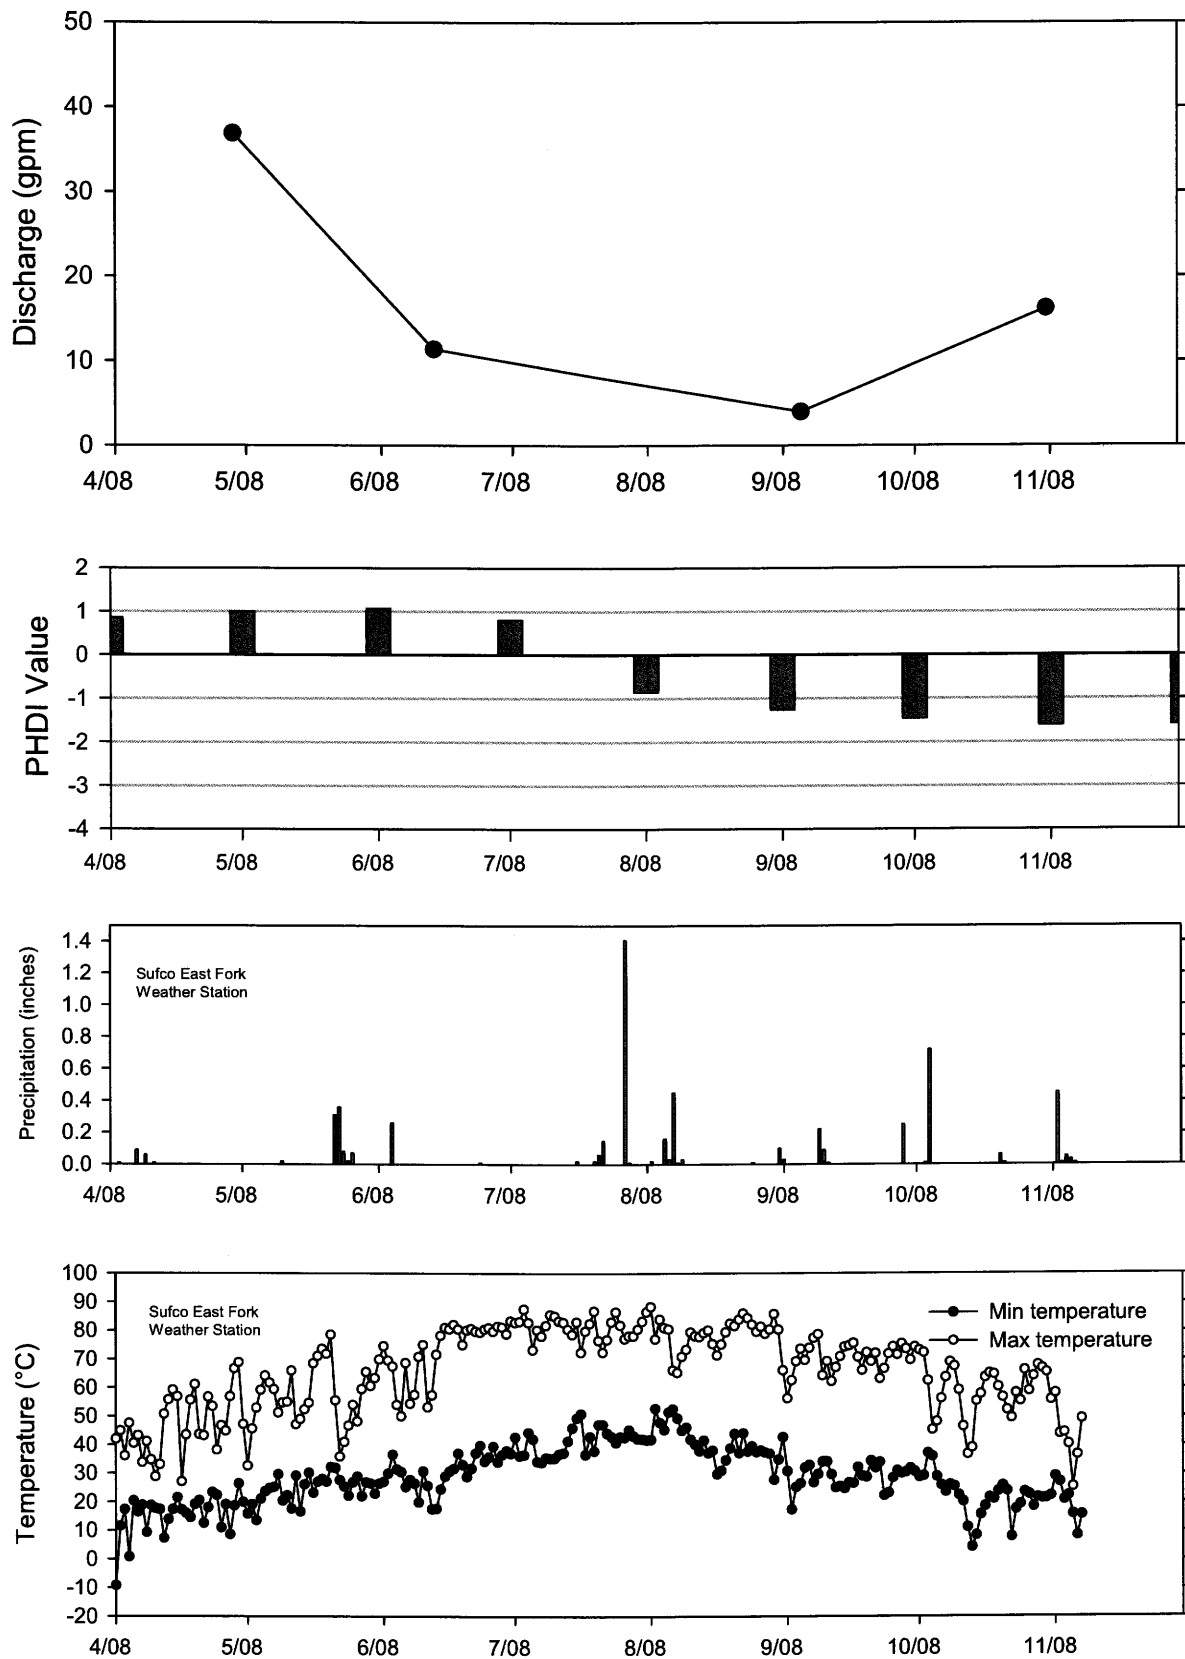 50
40
30
20
10
0
Discharge (gpm)
4/08 5/08 6/08 7/08 8/08 9/08 10/08 11/08
2
1
0
-1
-2
-3
-4
PHDI Value
4/08 5/08 6/08 7/08 8/08 9/08 10/08 11/08
1.4
1.2
1.0
0.8
0.6
0.4
0.2
0.0
Precipitation (inches)
Sufco East Fork
Weather Station
4/08 5/08 6/08 7/08 8/08 9/08 10/08 11/08
100
90
80
70
60
50
40
30
20
10
0
-10
-20
Temperature (°C)
Sufco East Fork
Weather Station
Min temperature
Max temperature
4/08 5/08 6/08 7/08 8/08 9/08 10/08 11/08